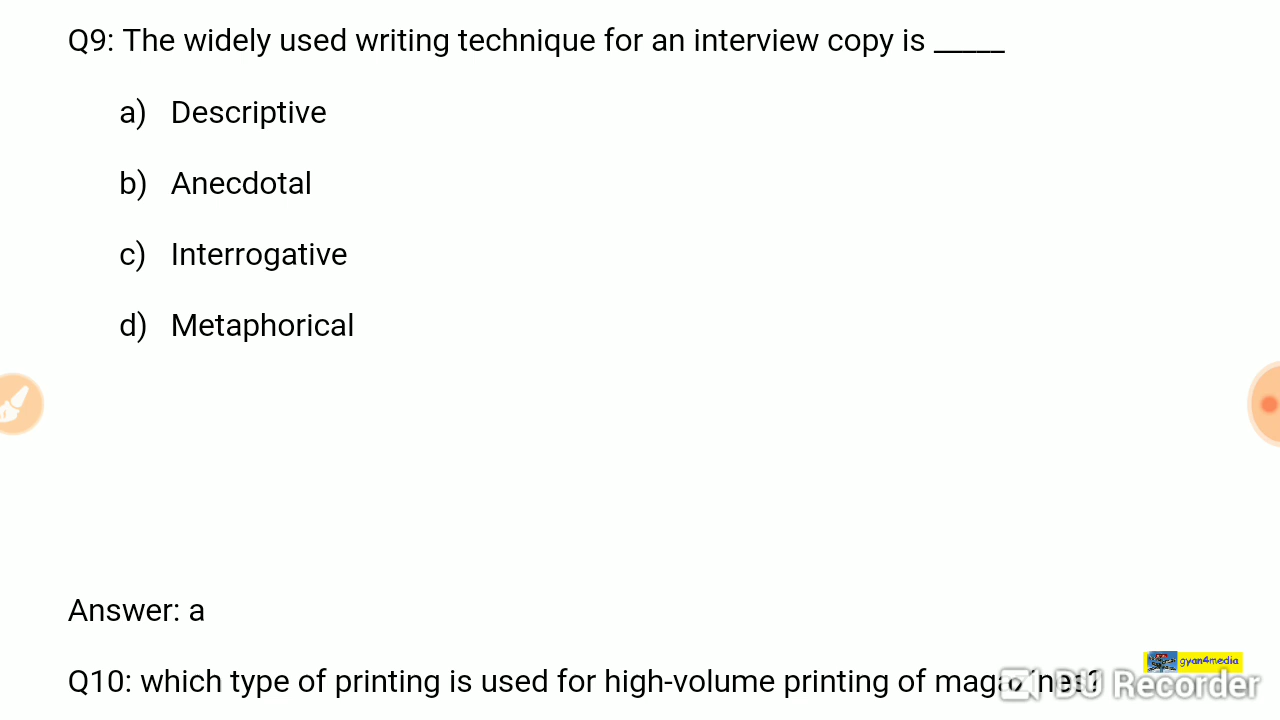 Q9: The widely used writing technique for an interview copy is _____
a) Descriptive
b) Anecdotal
c) Interrogative
d) Metaphorical
Answer: a
gyan4media
Q10: which type of printing is used for high-volume printing of magazines?
DU Recorder